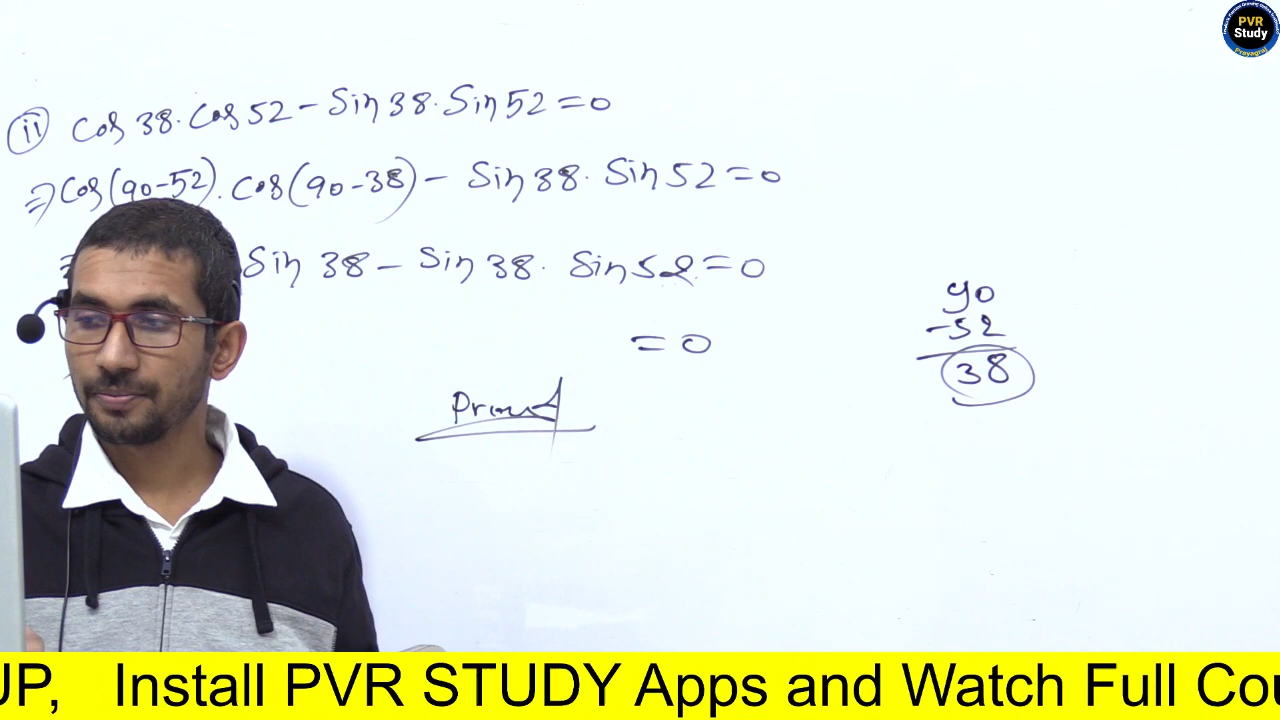 PVR
Study
Prayagraj
(ii) Cos 38. Cos 52 - Sin 38. Sin 52 = 0
=> Cos(90-52). Cos(90-38) - Sin 38. Sin 52 = 0
Sin 38 - Sin 38. Sin 52 = 0
= 0
90
-52
38
Proved
UP, Install PVR STUDY Apps and Watch Full Cou